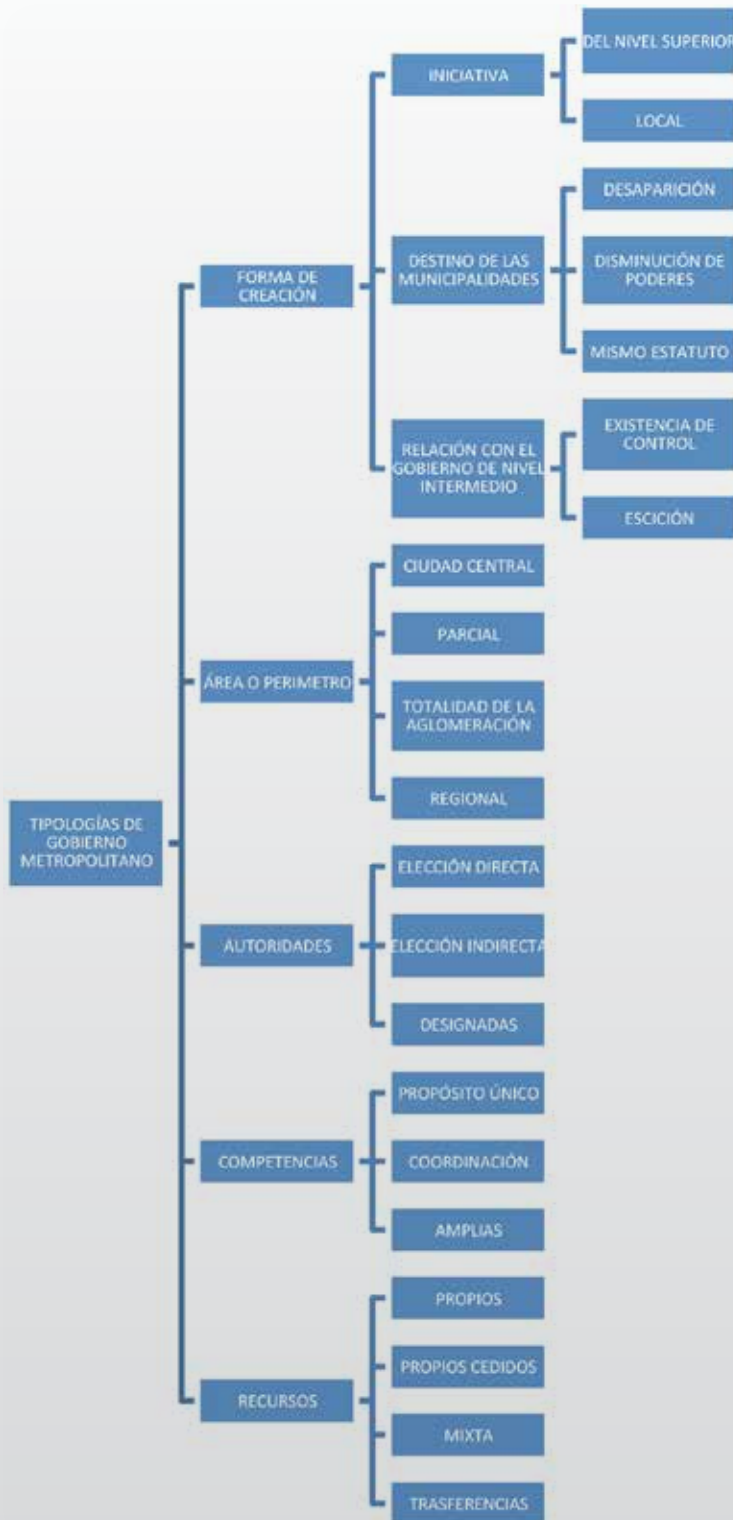 TIPOLOGÍAS DE
GOBIERNO
METROPOLITANO
FORMA DE
CREACIÓN
INICIATIVA
DEL NIVEL SUPERIOR
LOCAL
DESTINO DE LAS
MUNICIPALIDADES
DESAPARICIÓN
DISMINUCIÓN DE
PODERES
MISMO ESTATUTO
RELACIÓN CON EL
GOBIERNO DE NIVEL
INTERMEDIO
EXISTENCIA DE
CONTROL
ESCICIÓN
ÁREA O PERIMETRO
CIUDAD CENTRAL
PARCIAL
TOTALIDAD DE LA
AGLOMERACIÓN
REGIONAL
AUTORIDADES
ELECCIÓN DIRECTA
ELECCIÓN INDIRECTA
DESIGNADAS
COMPETENCIAS
PROPÓSITO ÚNICO
COORDINACIÓN
AMPLIAS
RECURSOS
PROPIOS
PROPIOS CEDIDOS
MIXTA
TRASFERENCIAS